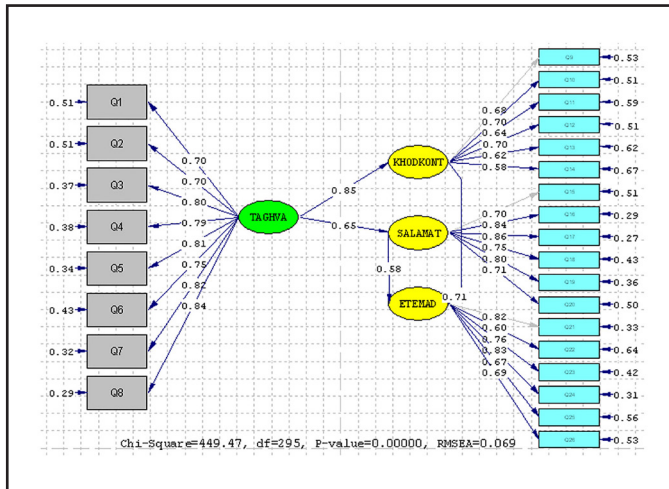 0.51 Q1
0.51 Q2
0.37 Q3
0.38 Q4
0.34 Q5
0.43 Q6
0.32 Q7
0.29 Q8
0.70
0.70
0.80
0.79
0.81
0.75
0.82
0.84
TAGHVA
0.85
0.65
KHODKONT
SALAMAT
0.58
ETEMAD
0.71
0.68
0.70
0.64
0.70
0.62
0.58
0.70
0.84
0.86
0.75
0.80
0.71
0.82
0.60
0.76
0.83
0.67
0.69
Q9 0.53
Q10 0.51
Q11 0.59
Q12 0.51
Q13 0.62
Q14 0.67
Q15 0.51
Q16 0.29
Q17 0.27
Q18 0.43
Q19 0.36
Q20 0.50
Q21 0.33
Q22 0.64
Q23 0.42
Q24 0.31
Q25 0.56
Q26 0.53
Chi-Square=449.47, df=295, P-value=0.00000, RMSEA=0.069